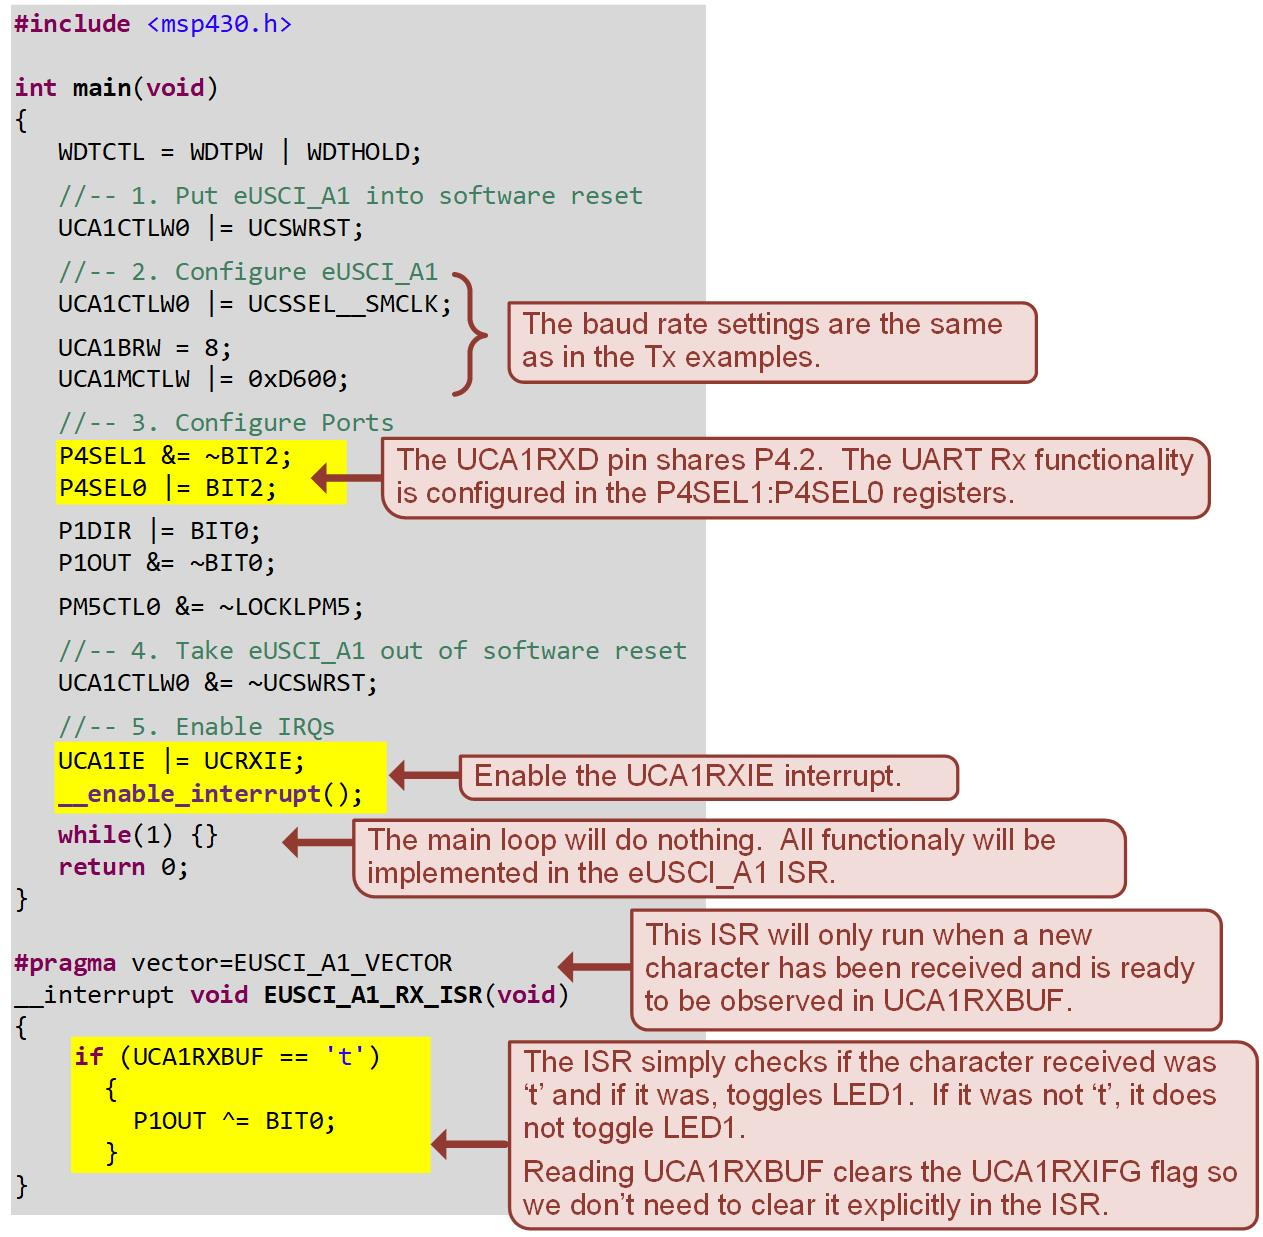 #include <msp430.h>
int main(void)
{
WDTCTL = WDTPW | WDTHOLD;
//-- 1. Put eUSCI_A1 into software reset
UCA1CTLW0 |= UCSWRST;
//-- 2. Configure eUSCI_A1
UCA1CTLW0 |= UCSSEL__SMCLK;
UCA1BRW = 8;
UCA1MCTLW |= 0xD600;
The baud rate settings are the same
as in the Tx examples.
//-- 3. Configure Ports
P4SEL1 &= ~BIT2;
P4SEL0 |= BIT2;
The UCA1RXD pin shares P4.2. The UART Rx functionality
is configured in the P4SEL1:P4SEL0 registers.
P1DIR |= BIT0;
P1OUT &= ~BIT0;
PM5CTL0 &= ~LOCKLPM5;
//-- 4. Take eUSCI_A1 out of software reset
UCA1CTLW0 &= ~UCSWRST;
//-- 5. Enable IRQs
UCA1IE |= UCRXIE;
__enable_interrupt();
Enable the UCA1RXIE interrupt.
while(1) {}
return 0;
}
The main loop will do nothing. All functionaly will be
implemented in the eUSCI_A1 ISR.
#pragma vector=EUSCI_A1_VECTOR
__interrupt void EUSCI_A1_RX_ISR(void)
{
This ISR will only run when a new
character has been received and is ready
to be observed in UCA1RXBUF.
if (UCA1RXBUF == 't')
{
P1OUT ^= BIT0;
}
}
The ISR simply checks if the character received was
‘t’ and if it was, toggles LED1. If it was not ‘t’, it does
not toggle LED1.
Reading UCA1RXBUF clears the UCA1RXIFG flag so
we don’t need to clear it explicitly in the ISR.